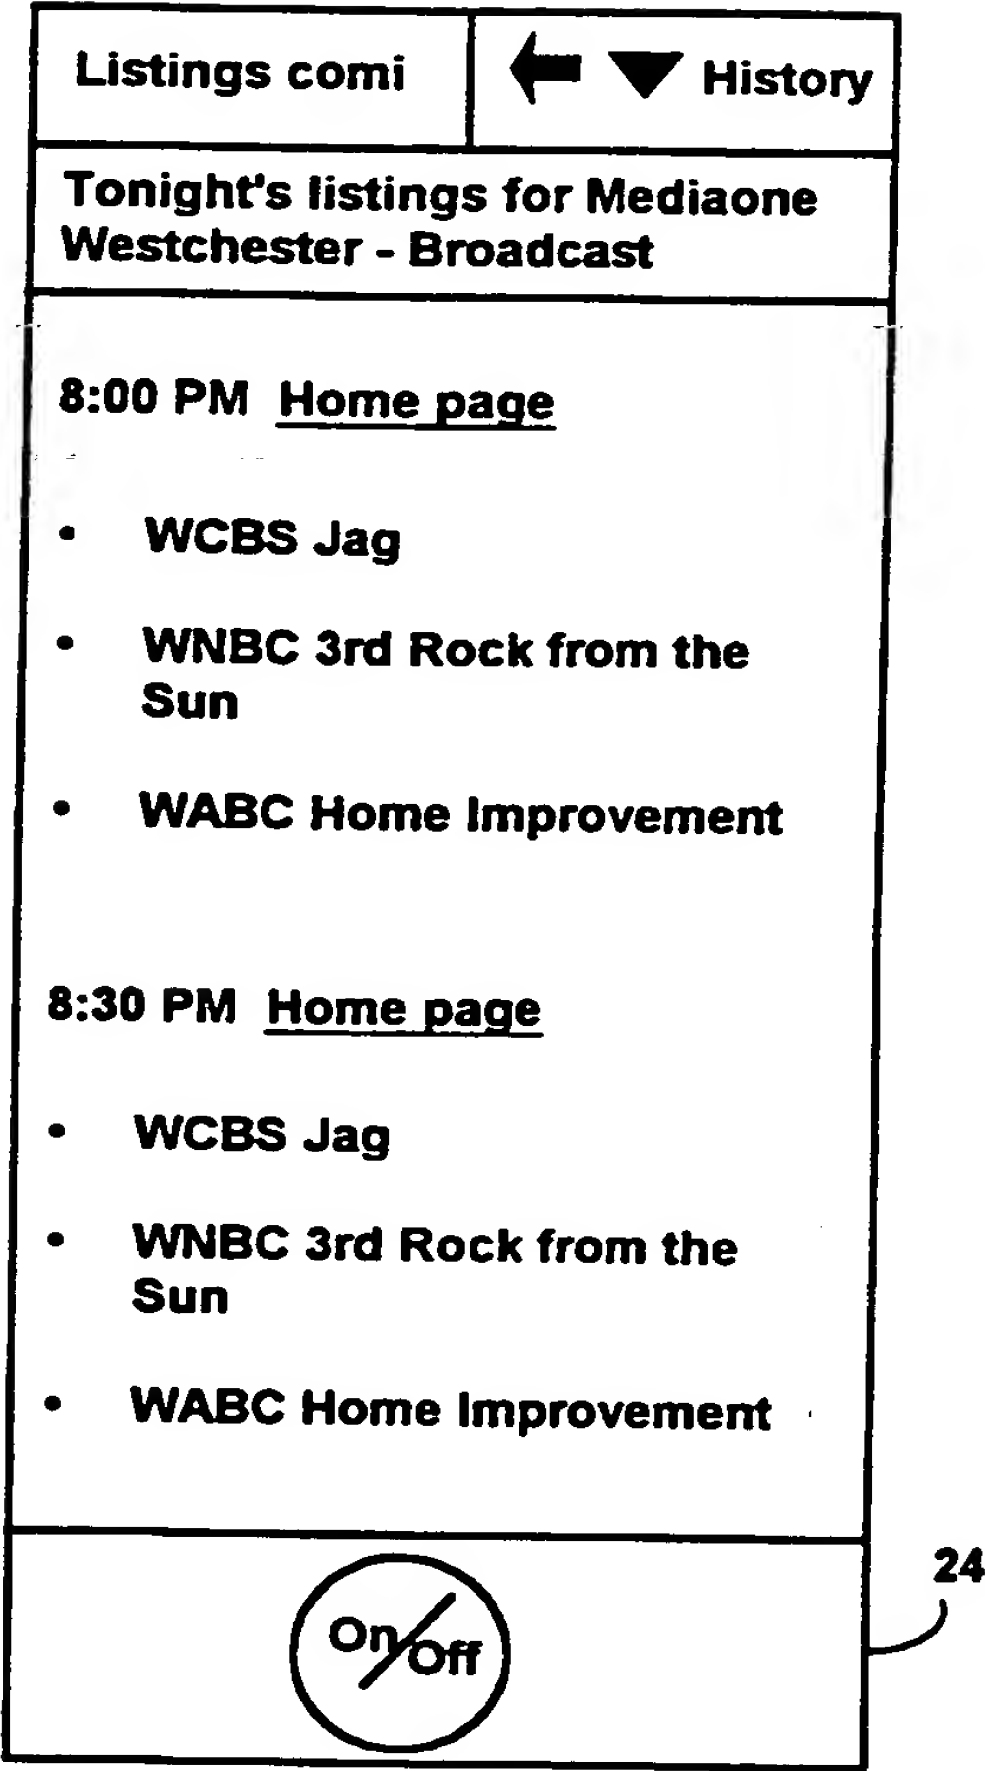 Listings comi
History
Tonight's listings for Mediaone
Westchester - Broadcast
8:00 PM Home page
• WCBS Jag
• WNBC 3rd Rock from the
Sun
• WABC Home Improvement
8:30 PM Home page
• WCBS Jag
• WNBC 3rd Rock from the
Sun
• WABC Home Improvement
24
On/Off